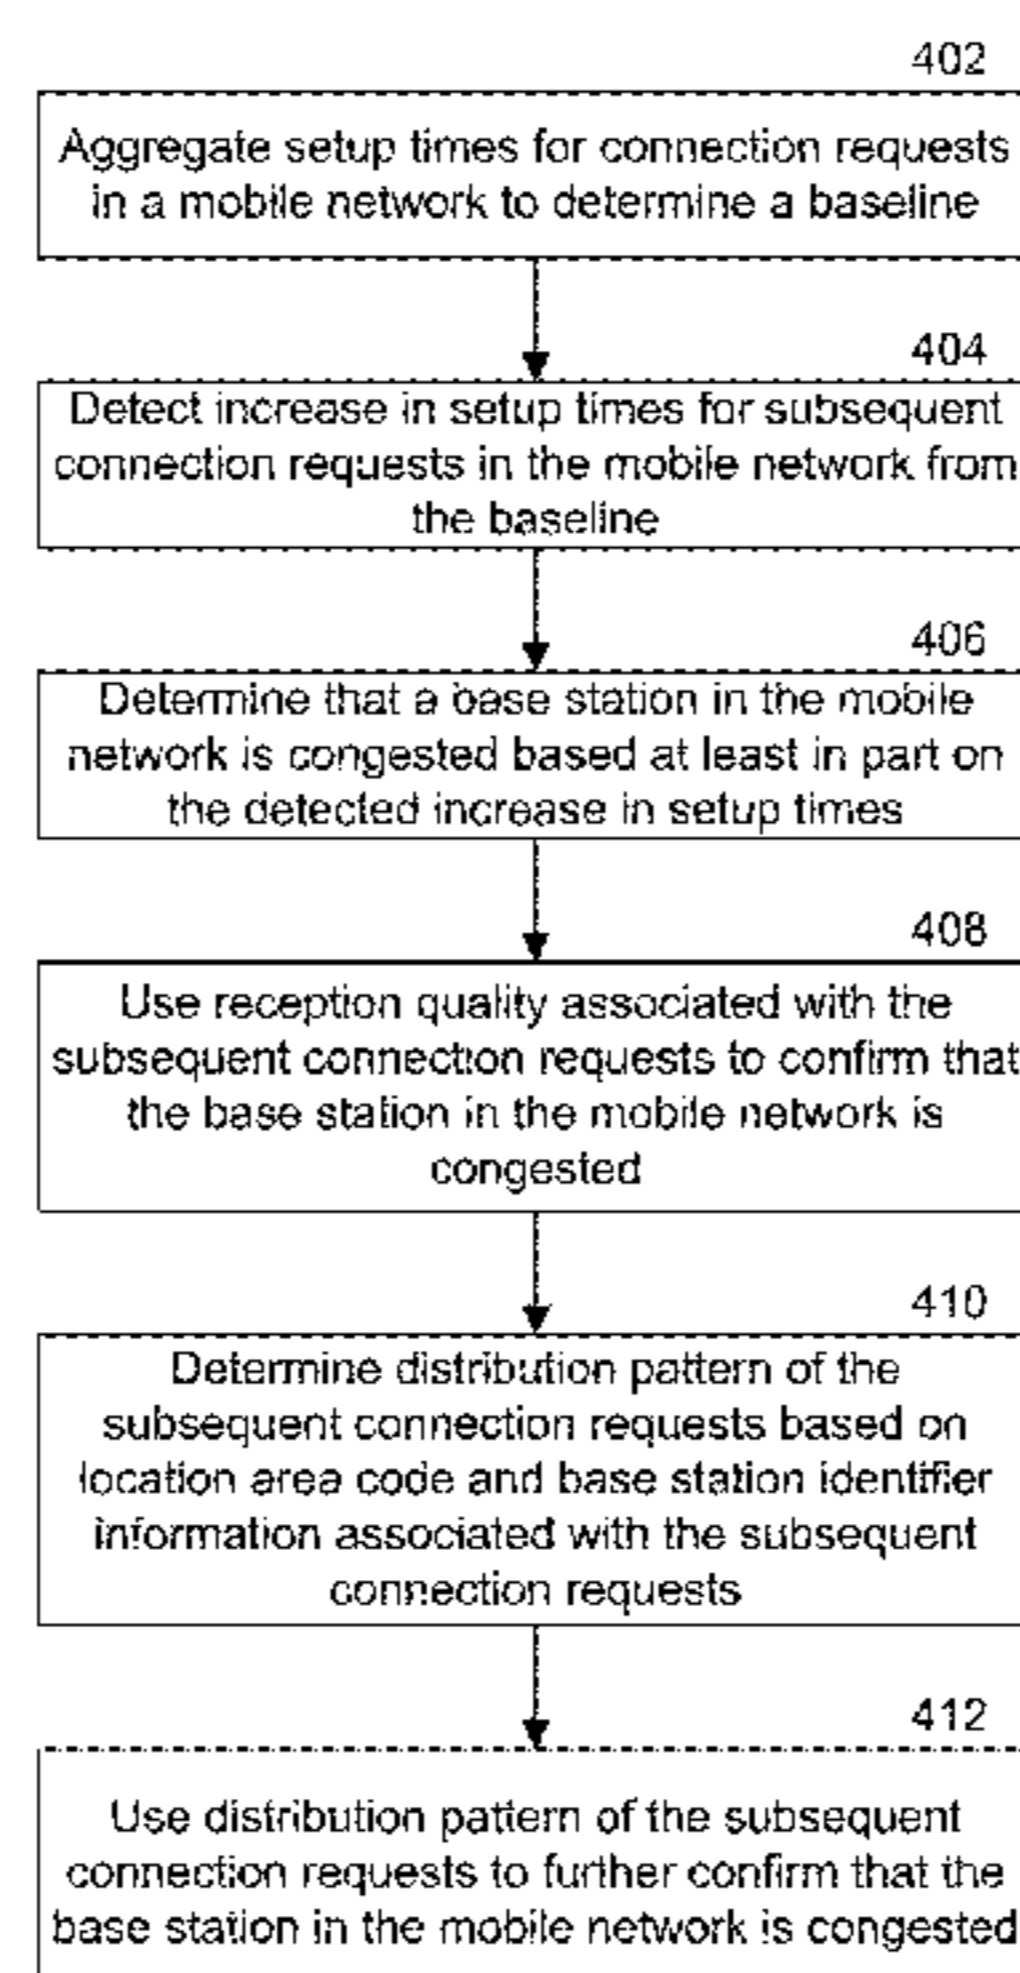 402
Aggregate setup times for connection requests
in a mobile network to determine a baseline
404
Detect increase in setup times for subsequent
connection requests in the mobile network from
the baseline
406
Determine that a base station in the mobile
network is congested based at least in part on
the detected increase in setup times
408
Use reception quality associated with the
subsequent connection requests to confirm that
the base station in the mobile network is
congested
410
Determine distribution pattern of the
subsequent connection requests based on
location area code and base station identifier
information associated with the subsequent
connection requests
412
Use distribution pattern of the subsequent
connection requests to further confirm that the
base station in the mobile network is congested